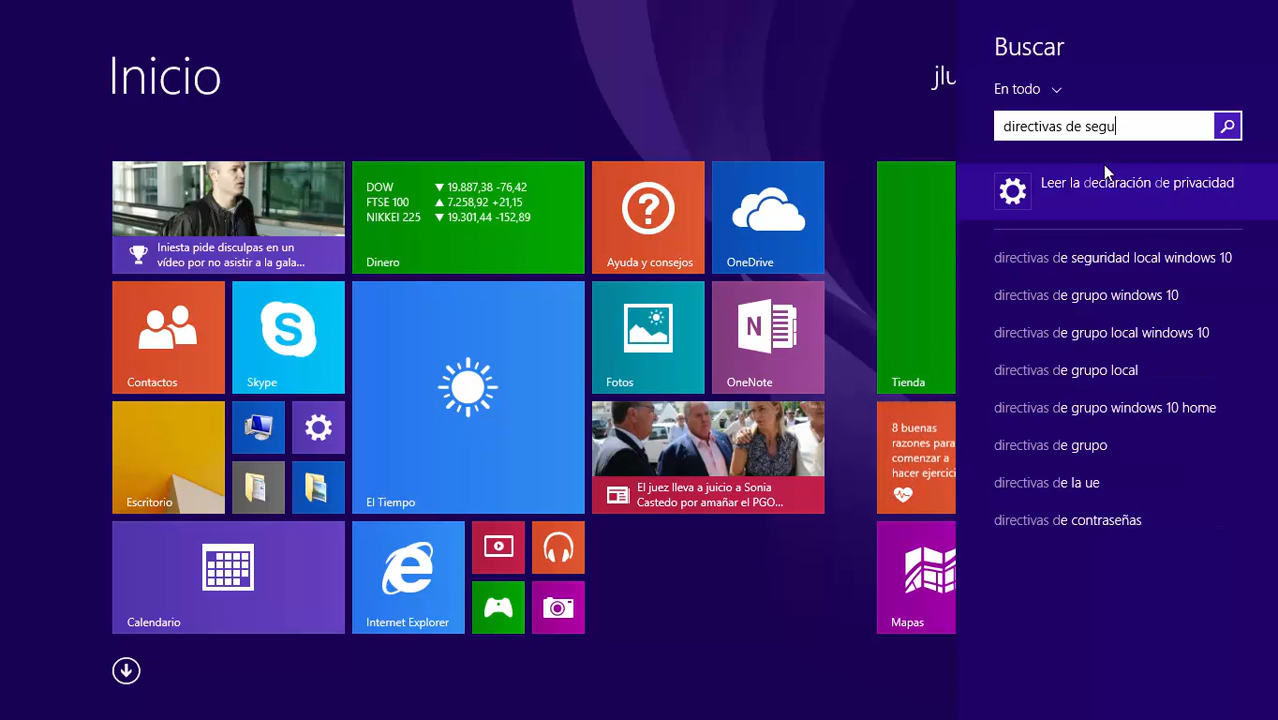 Inicio
jlu
Iniesta pide disculpas en un
vídeo por no asistir a la gala...
DOW ▼ 19.887,38 -76,42
FTSE 100 ▲ 7.258,92 +21,15
NIKKEI 225 ▼ 19.301,44 -152,89
Dinero
Ayuda y consejos
OneDrive
Contactos
Skype
El Tiempo
Fotos
OneNote
Tienda
Escritorio
El juez lleva a juicio a Sonia
Castedo por amañar el PGO...
8 buenas
razones para
comenzar a
hacer ejercici
Calendario
Internet Explorer
Mapas
Buscar
En todo
directivas de segu
Leer la declaración de privacidad
directivas de seguridad local windows 10
directivas de grupo windows 10
directivas de grupo local windows 10
directivas de grupo local
directivas de grupo windows 10 home
directivas de grupo
directivas de la ue
directivas de contraseñas